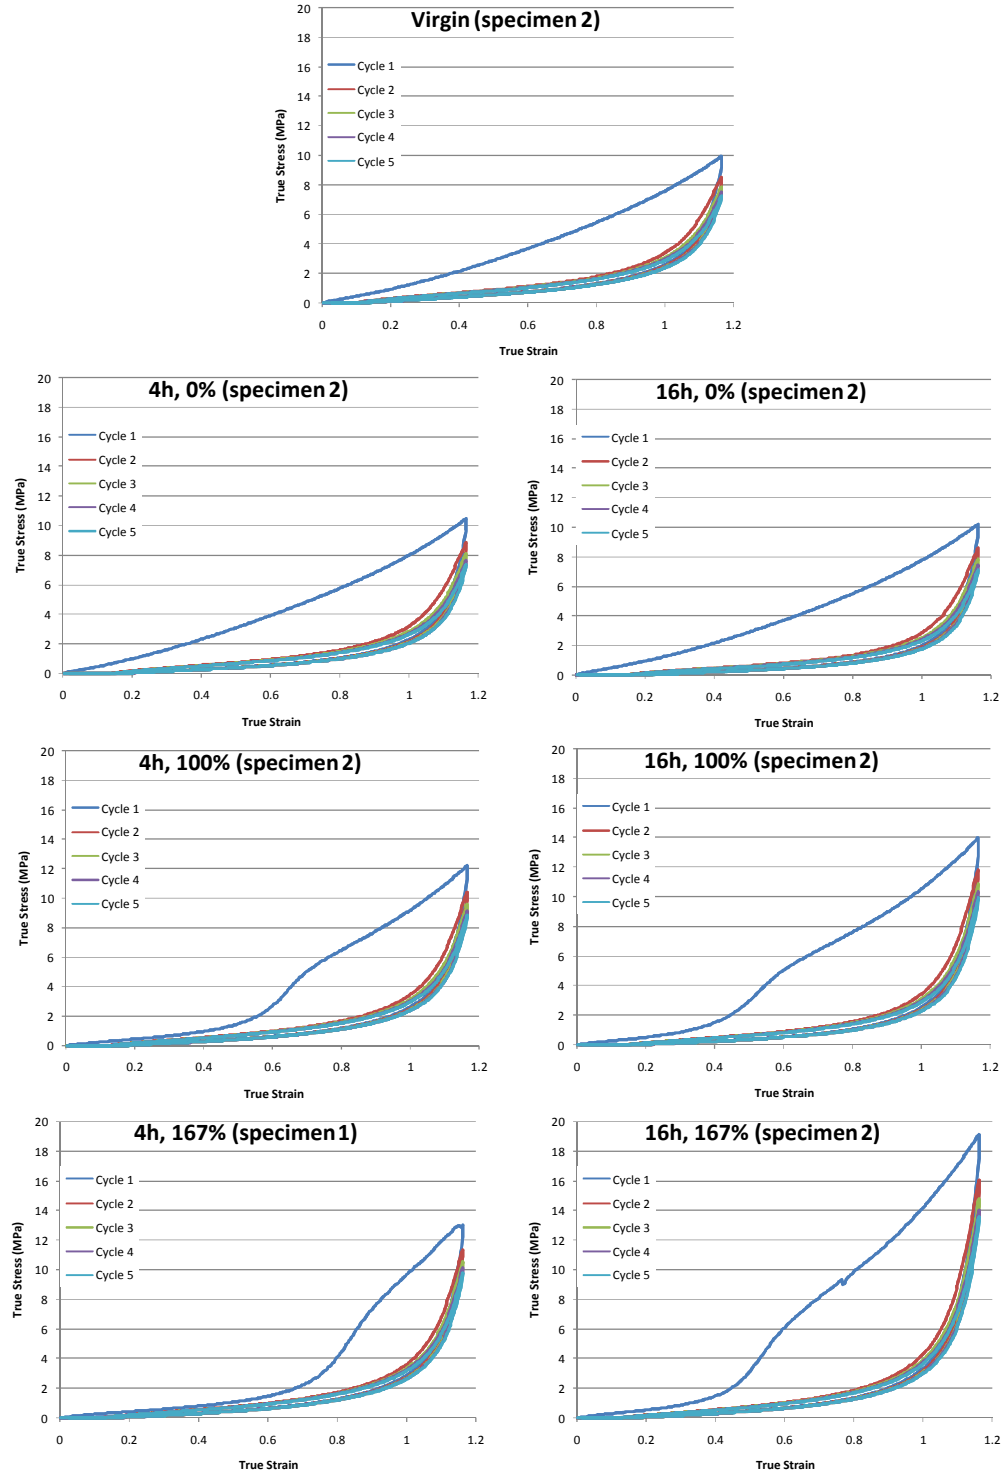 Virgin (specimen 2)
True Stress (MPa)
20
18
16
14
12
10
8
6
4
2
0
Cycle 1
Cycle 2
Cycle 3
Cycle 4
Cycle 5
0 0.2 0.4 0.6 0.8 1 1.2
True Strain
4h, 0% (specimen 2)
True Stress (MPa)
20
18
16
14
12
10
8
6
4
2
0
Cycle 1
Cycle 2
Cycle 3
Cycle 4
Cycle 5
0 0.2 0.4 0.6 0.8 1 1.2
True Strain
16h, 0% (specimen 2)
True Stress (MPa)
20
18
16
14
12
10
8
6
4
2
0
Cycle 1
Cycle 2
Cycle 3
Cycle 4
Cycle 5
0 0.2 0.4 0.6 0.8 1 1.2
True Strain
4h, 100% (specimen 2)
True Stress (MPa)
20
18
16
14
12
10
8
6
4
2
0
Cycle 1
Cycle 2
Cycle 3
Cycle 4
Cycle 5
0 0.2 0.4 0.6 0.8 1 1.2
True Strain
16h, 100% (specimen 2)
True Stress (MPa)
20
18
16
14
12
10
8
6
4
2
0
Cycle 1
Cycle 2
Cycle 3
Cycle 4
Cycle 5
0 0.2 0.4 0.6 0.8 1 1.2
True Strain
4h, 167% (specimen 1)
True Stress (MPa)
20
18
16
14
12
10
8
6
4
2
0
Cycle 1
Cycle 2
Cycle 3
Cycle 4
Cycle 5
0 0.2 0.4 0.6 0.8 1 1.2
True Strain
16h, 167% (specimen 2)
True Stress (MPa)
20
18
16
14
12
10
8
6
4
2
0
Cycle 1
Cycle 2
Cycle 3
Cycle 4
Cycle 5
0 0.2 0.4 0.6 0.8 1 1.2
True Strain